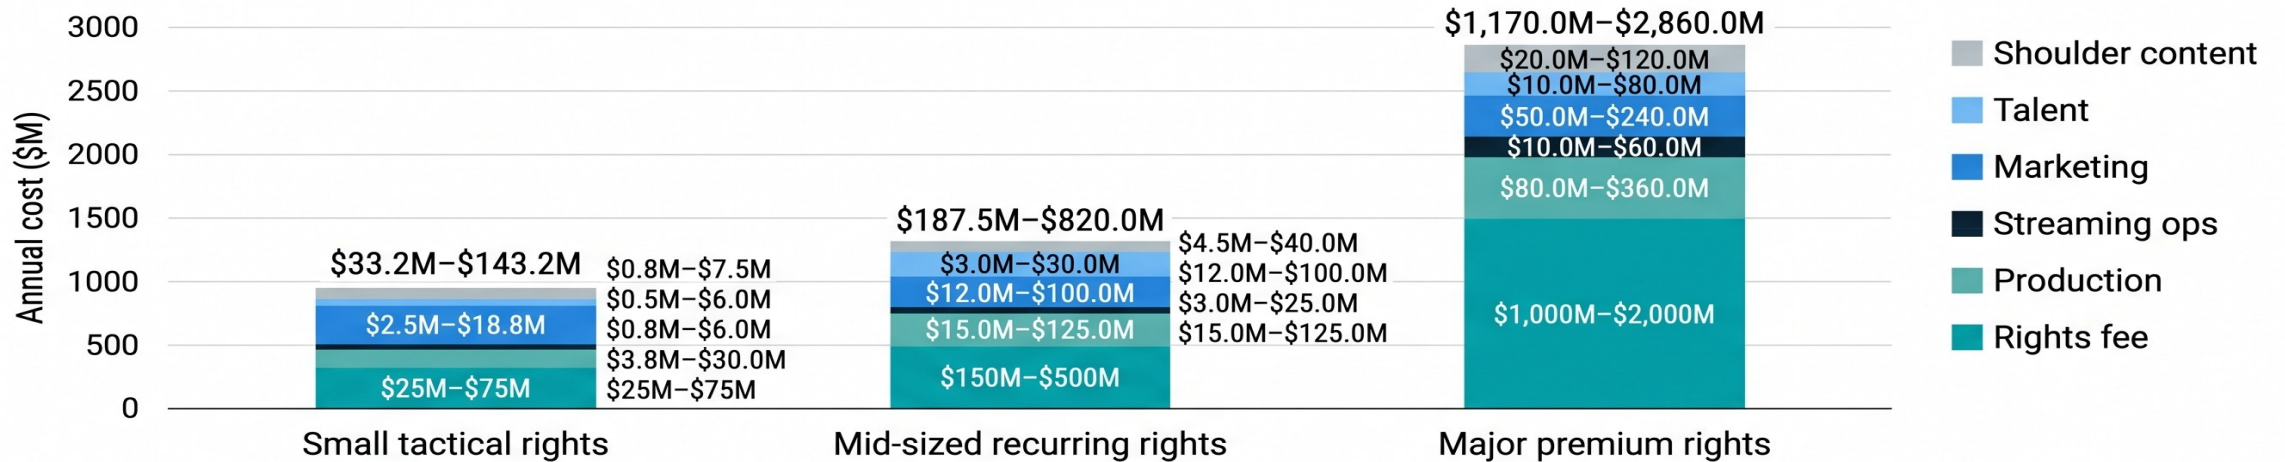 Annual cost ($M)
3000
2500
2000
1500
1000
500
0
$33.2M–$143.2M
$2.5M–$18.8M
$25M–$75M
$0.8M–$7.5M
$0.5M–$6.0M
$0.8M–$6.0M
$3.8M–$30.0M
$25M–$75M
Small tactical rights
$187.5M–$820.0M
$3.0M–$30.0M
$12.0M–$100.0M
$15.0M–$125.0M
$150M–$500M
$4.5M–$40.0M
$12.0M–$100.0M
$3.0M–$25.0M
$15.0M–$125.0M
Mid-sized recurring rights
$1,170.0M–$2,860.0M
$20.0M–$120.0M
$10.0M–$80.0M
$50.0M–$240.0M
$10.0M–$60.0M
$80.0M–$360.0M
$1,000M–$2,000M
Major premium rights
Shoulder content
Talent
Marketing
Streaming ops
Production
Rights fee